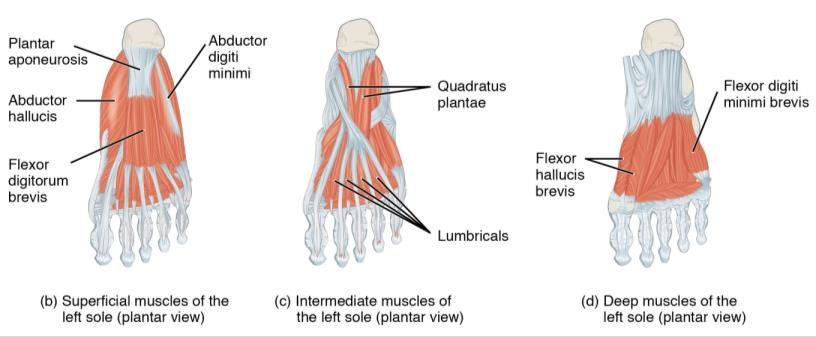 Plantar
aponeurosis
Abductor
hallucis
Flexor
digitorum
brevis
Abductor
digiti
minimi
(b) Superficial muscles of the
left sole (plantar view)
Quadratus
plantae
Lumbricals
(c) Intermediate muscles of
the left sole (plantar view)
Flexor
hallucis
brevis
Flexor digiti
minimi brevis
(d) Deep muscles of the
left sole (plantar view)